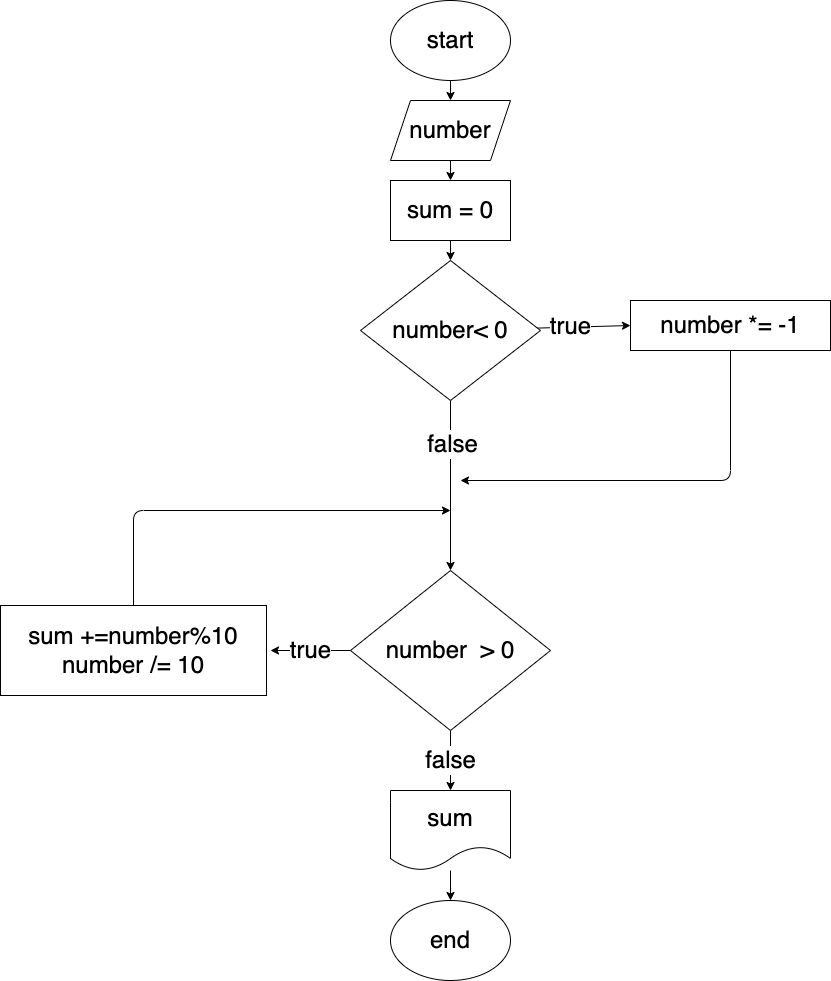 start
number
sum = 0
number< 0
true
number *= -1
false
number > 0
true
sum +=number%10
number /= 10
false
sum
end